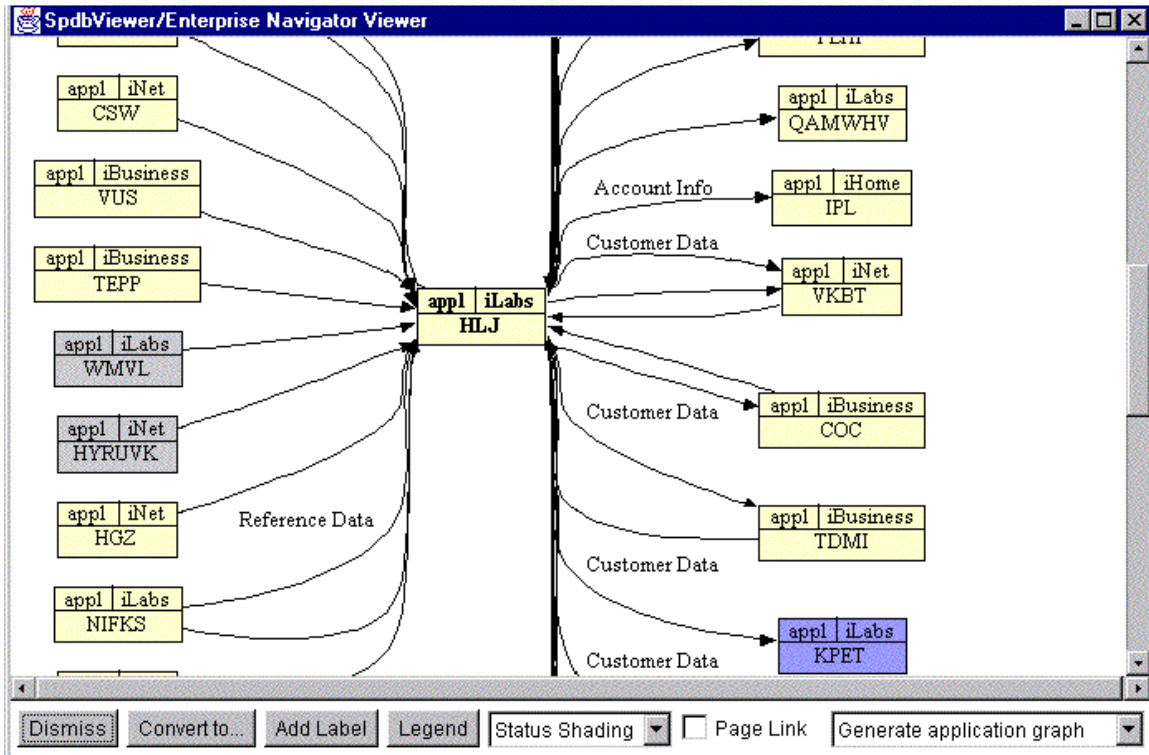 SpdbViewer/Enterprise Navigator Viewer
appl iNet
CSW
appl iLabs
QAMWHV
appl iBusiness
VUS
Account Info
appl iHome
IPL
appl iBusiness
TEPP
Customer Data
appl iNet
VKBT
appl iLabs
HLJ
appl iLabs
WMVL
appl iNet
HYRUVK
Customer Data
appl iBusiness
COC
appl iNet
HGZ
Reference Data
appl iBusiness
TDMI
Customer Data
appl iLabs
NIFKS
appl iLabs
KPET
Customer Data
Dismiss Convert to... Add Label Legend Status Shading Page Link Generate application graph